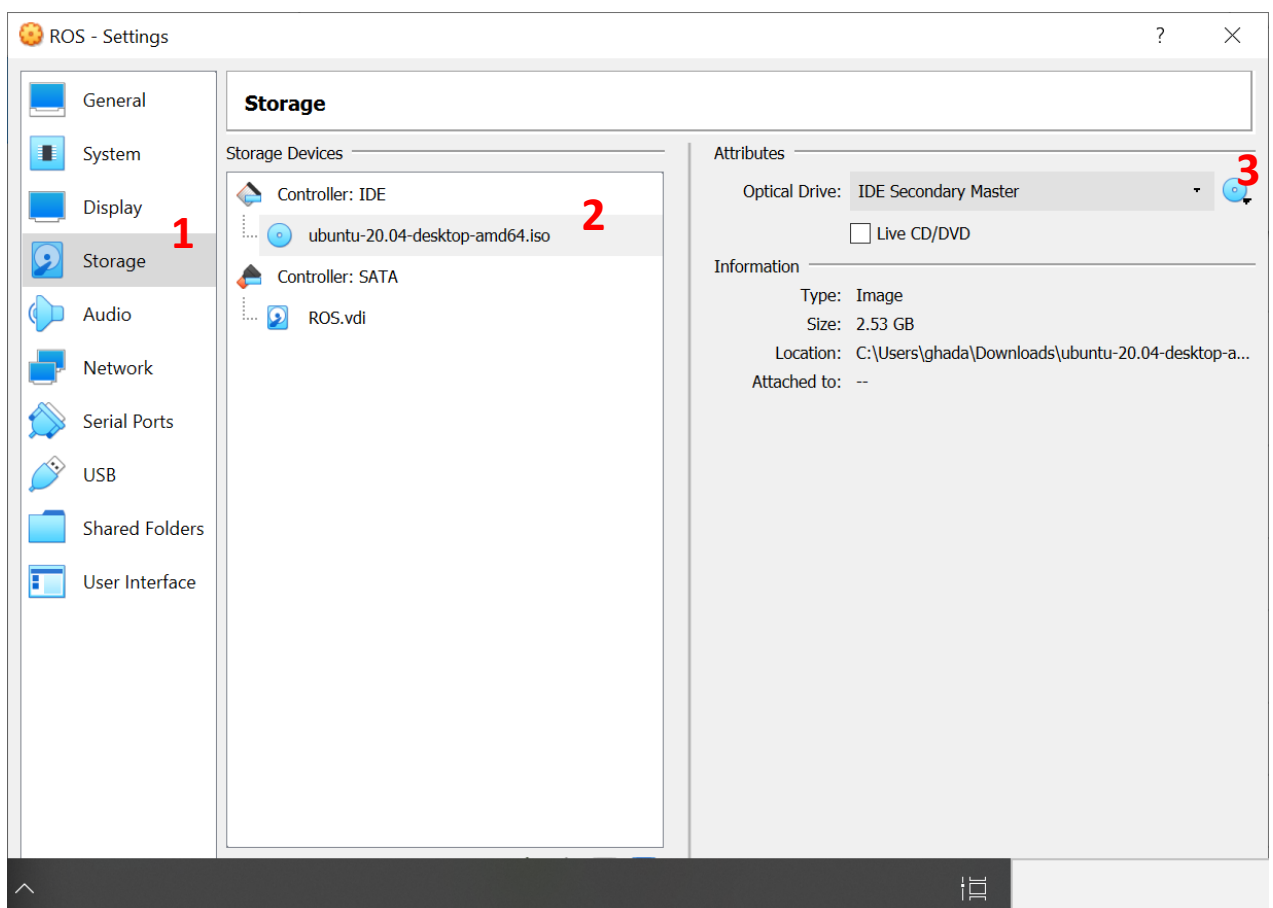 ROS - Settings
?
General
System
Display
1
Storage
Audio
Network
Serial Ports
USB
Shared Folders
User Interface
Storage
Storage Devices
Controller: IDE
ubuntu-20.04-desktop-amd64.iso
2
Controller: SATA
ROS.vdi
Attributes
3
Optical Drive: IDE Secondary Master
Live CD/DVD
Information
Type: Image
Size: 2.53 GB
Location: C:\Users\ghada\Downloads\ubuntu-20.04-desktop-a...
Attached to: --